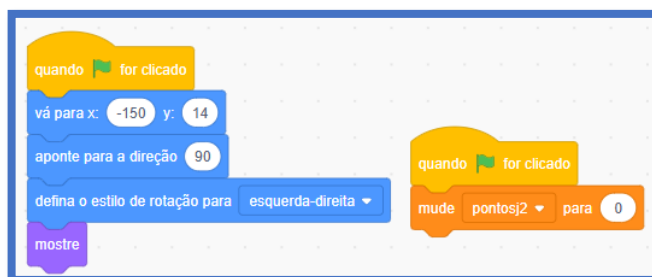 quando for clicado
vá para x: -150 y: 14
aponte para a direção 90
defina o estilo de rotação para esquerda-direita
mostre
quando for clicado
mude pontosj2 para 0